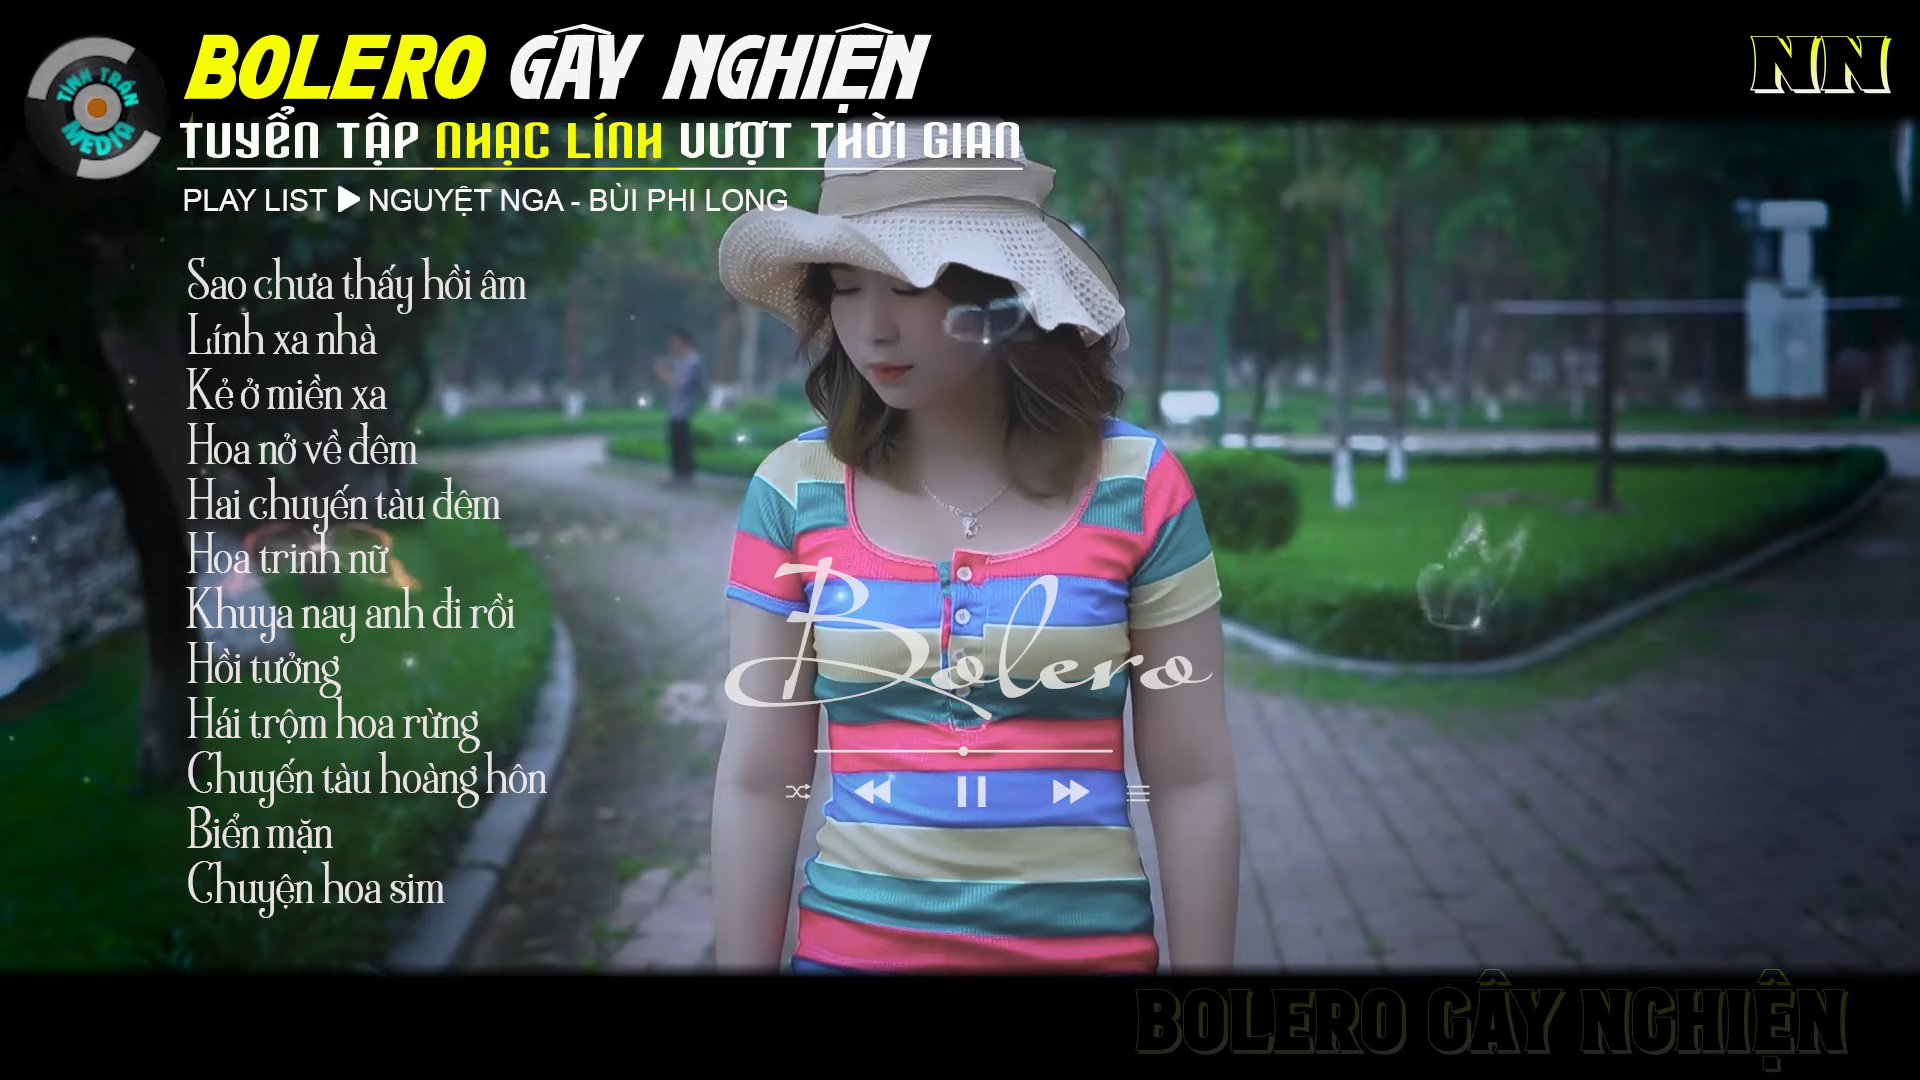 TÌNH TRẦN
MEDIA
BOLERO GÂY NGHIỆN
NN
TUYỂN TẬP NHẠC LÍNH VƯỢT THỜI GIAN
PLAY LIST NGUYỆT NGA - BÙI PHI LONG
Sao chưa thấy hồi âm
Lính xa nhà
Kẻ ở miền xa
Hoa nở về đêm
Hai chuyến tàu đêm
Hoa trinh nữ
Khuya nay anh đi rồi
Hồi tưởng
Hái trộm hoa rừng
Chuyến tàu hoàng hôn
Biển mặn
Chuyện hoa sim
Bolero
BOLERO GÂY NGHIỆN